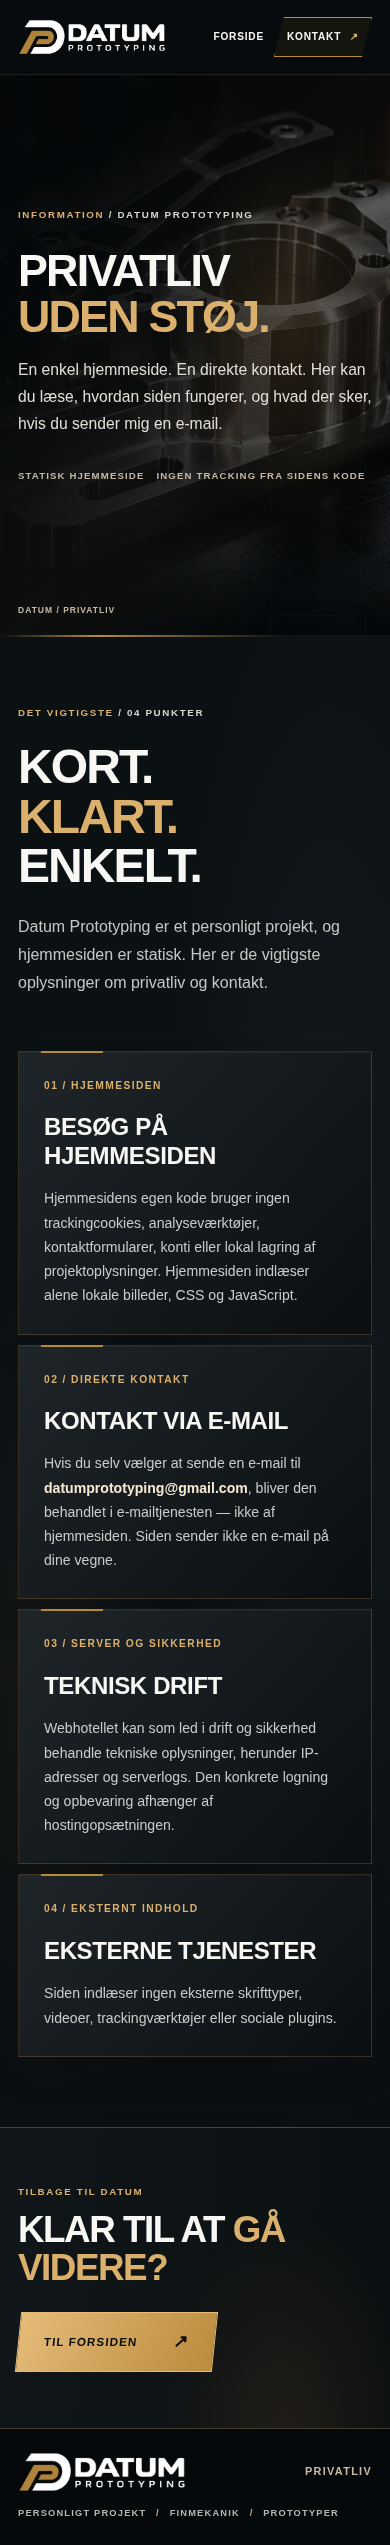 DATUM
PROTOTYPING
FORSIDE
KONTAKT ↗
INFORMATION / DATUM PROTOTYPING
PRIVATLIV
UDEN STØJ.
En enkel hjemmeside. En direkte kontakt. Her kan
du læse, hvordan siden fungerer, og hvad der sker,
hvis du sender mig en e-mail.
STATISK HJEMMESIDE INGEN TRACKING FRA SIDENS KODE
DATUM / PRIVATLIV
DET VIGTIGSTE / 04 PUNKTER
KORT.
KLART.
ENKELT.
Datum Prototyping er et personligt projekt, og
hjemmesiden er statisk. Her er de vigtigste
oplysninger om privatliv og kontakt.
01 / HJEMMESIDEN
BESØG PÅ
HJEMMESIDEN
Hjemmesidens egen kode bruger ingen
trackingcookies, analyseværktøjer,
kontaktformularer, konti eller lokal lagring af
projektoplysninger. Hjemmesiden indlæser
alene lokale billeder, CSS og JavaScript.
02 / DIREKTE KONTAKT
KONTAKT VIA E-MAIL
Hvis du selv vælger at sende en e-mail til
datumprototyping@gmail.com, bliver den
behandlet i e-mailtjenesten — ikke af
hjemmesiden. Siden sender ikke en e-mail på
dine vegne.
03 / SERVER OG SIKKERHED
TEKNISK DRIFT
Webhotellet kan som led i drift og sikkerhed
behandle tekniske oplysninger, herunder IP-
adresser og serverlogs. Den konkrete logning
og opbevaring afhænger af
hostingopsætningen.
04 / EKSTERNT INDHOLD
EKSTERNE TJENESTER
Siden indlæser ingen eksterne skrifttyper,
videoer, trackingværktøjer eller sociale plugins.
TILBAGE TIL DATUM
KLAR TIL AT GÅ
VIDERE?
TIL FORSIDEN ↗
DATUM
PROTOTYPING
PRIVATLIV
PERSONLIGT PROJEKT / FINMEKANIK / PROTOTYPER